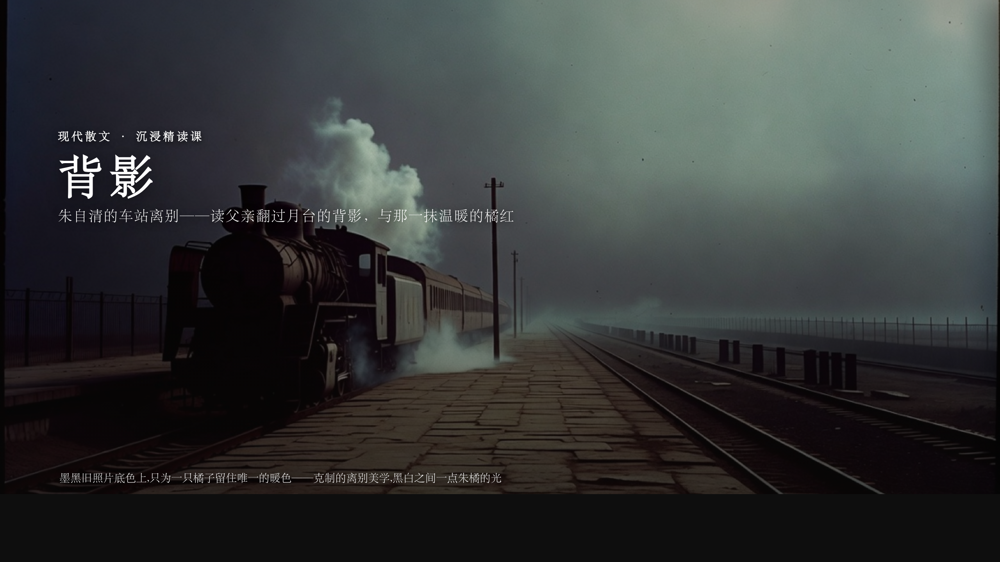 现代散文 · 沉浸精读课
背影
朱自清的车站离别——读父亲翻过月台的背影，与那一抹温暖的橘红
墨黑旧照片底色上,只为一只橘子留住唯一的暖色——克制的离别美学,黑白之间一点朱橘的光